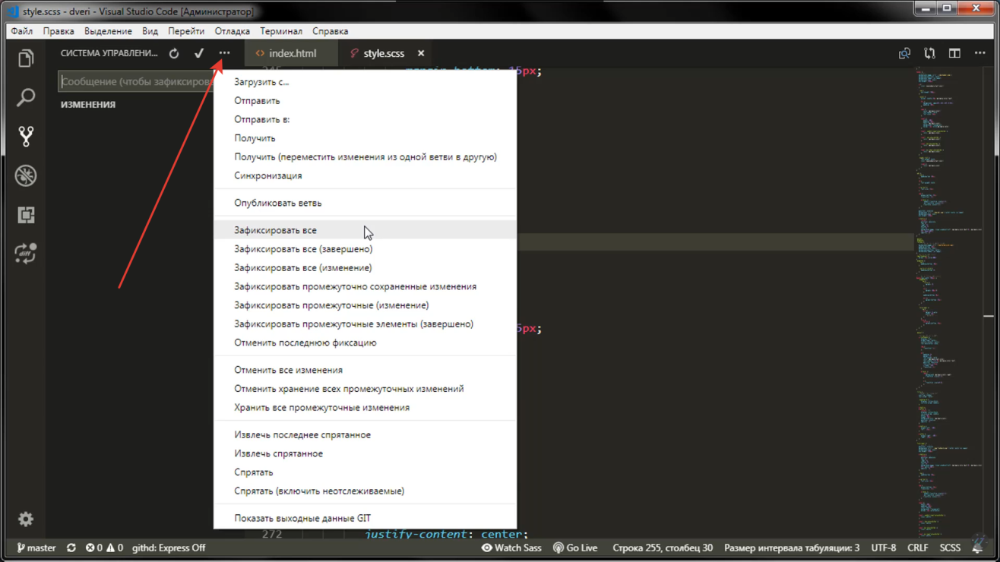 style.scss - dveri - Visual Studio Code [Администратор]
Файл Правка Выделение Вид Перейти Отладка Терминал Справка
СИСТЕМА УПРАВЛЕНИ... index.html style.scss
Сообщение (чтобы зафиксиров
ИЗМЕНЕНИЯ
Загрузить с...
Отправить
Отправить в:
Получить
Получить (переместить изменения из одной ветви в другую)
Синхронизация
Опубликовать ветвь
Зафиксировать все
Зафиксировать все (завершено)
Зафиксировать все (изменение)
Зафиксировать промежуточно сохраненные изменения
Зафиксировать промежуточные (изменение)
Зафиксировать промежуточные элементы (завершено)
Отменить последнюю фиксацию
Отменить все изменения
Отменить хранение всех промежуточных изменений
Хранить все промежуточные изменения
Извлечь последнее спрятанное
Извлечь спрятанное
Спрятать
Спрятать (включить неотслеживаемые)
Показать выходные данные GIT
5px;
5px;
272 justify-content: center;
master 0 0 githd: Express Off Watch Sass Go Live Строка 255, столбец 30 Размер интервала табуляции: 3 UTF-8 CRLF SCSS